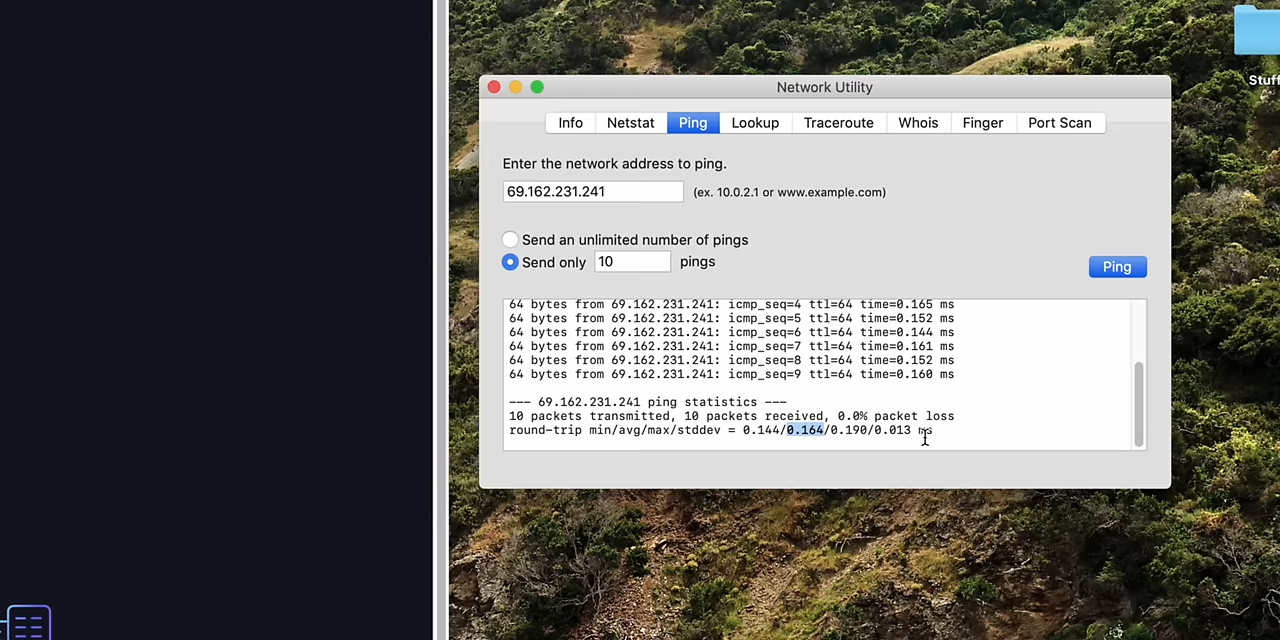 Stuff
Network Utility
Info Netstat Ping Lookup Traceroute Whois Finger Port Scan
Enter the network address to ping.
69.162.231.241 (ex. 10.0.2.1 or www.example.com)
Send an unlimited number of pings
Send only 10 pings
Ping
64 bytes from 69.162.231.241: icmp_seq=4 ttl=64 time=0.165 ms
64 bytes from 69.162.231.241: icmp_seq=5 ttl=64 time=0.152 ms
64 bytes from 69.162.231.241: icmp_seq=6 ttl=64 time=0.144 ms
64 bytes from 69.162.231.241: icmp_seq=7 ttl=64 time=0.161 ms
64 bytes from 69.162.231.241: icmp_seq=8 ttl=64 time=0.152 ms
64 bytes from 69.162.231.241: icmp_seq=9 ttl=64 time=0.160 ms
--- 69.162.231.241 ping statistics ---
10 packets transmitted, 10 packets received, 0.0% packet loss
round-trip min/avg/max/stddev = 0.144/0.164/0.190/0.013 ms